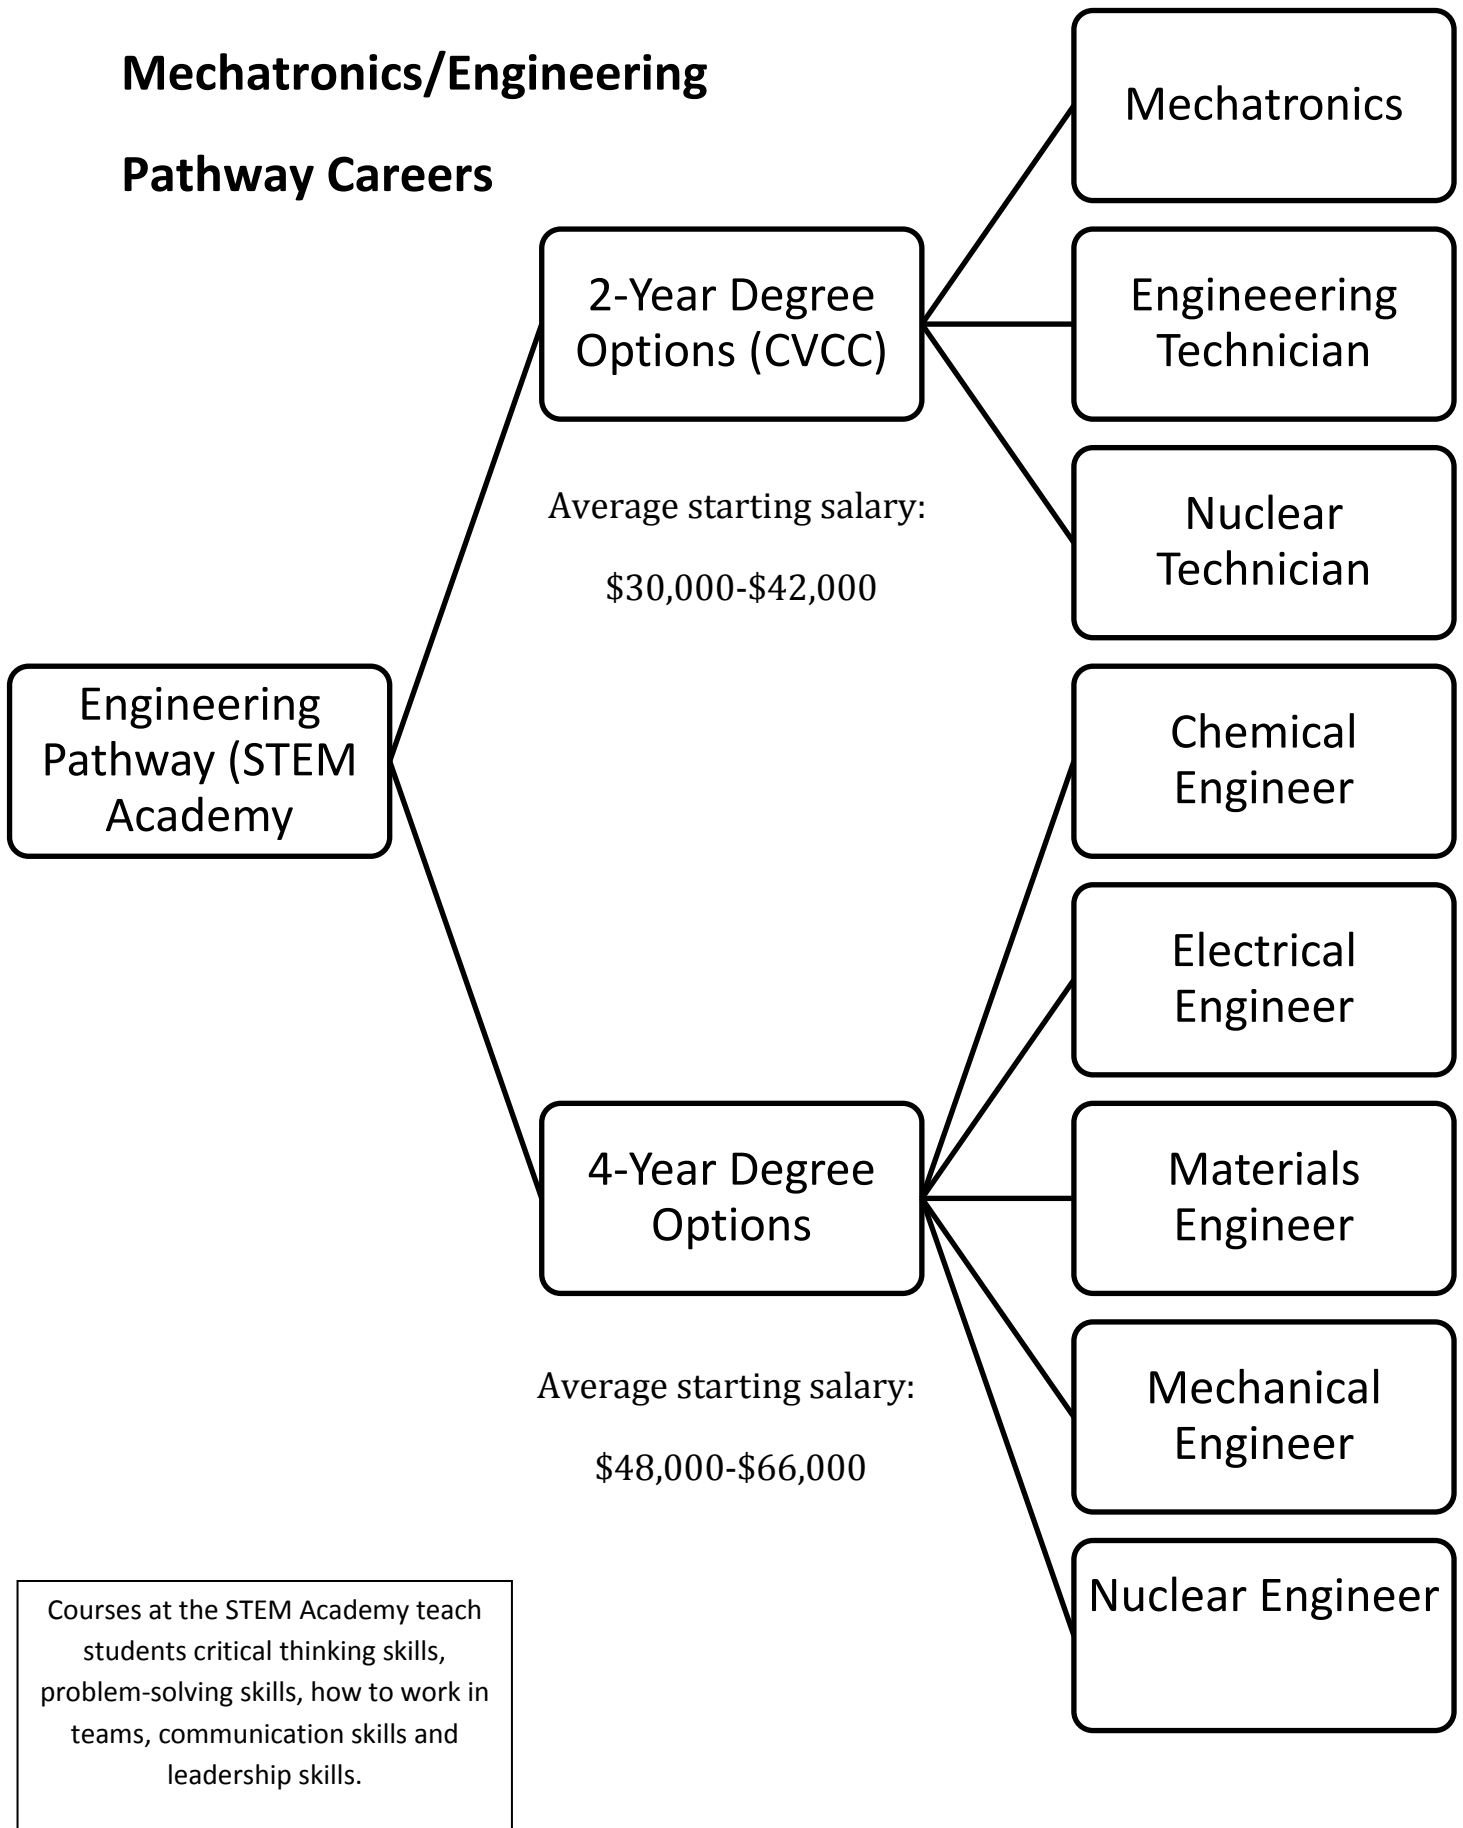 Mechatronics/Engineering
Pathway Careers
Engineering
Pathway (STEM
Academy
2-Year Degree
Options (CVCC)
Average starting salary:
$30,000-$42,000
Mechatronics
Engineeering
Technician
Nuclear
Technician
4-Year Degree
Options
Average starting salary:
$48,000-$66,000
Chemical
Engineer
Electrical
Engineer
Materials
Engineer
Mechanical
Engineer
Nuclear Engineer
Courses at the STEM Academy teach
students critical thinking skills,
problem-solving skills, how to work in
teams, communication skills and
leadership skills.